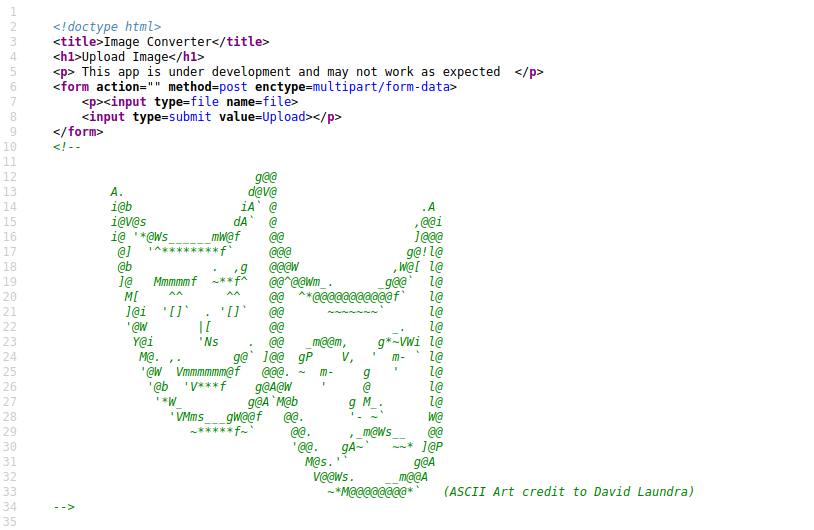 1
2 <!doctype html>
3 <title>Image Converter</title>
4 <h1>Upload Image</h1>
5 <p> This app is under development and may not work as expected  </p>
6 <form action="" method=post enctype=multipart/form-data>
7     <p><input type=file name=file>
8     <input type=submit value=Upload></p>
9 </form>
10 <!--
11
12                             g@@
13         A.                 d@V@
14         i@b               iA` @                    .A
15         i@V@s            dA`  @                   ,@@i
16         i@ '*@Ws______mW@f    @@                  ]@@@
17          @]  '^********f`     @@@                g@!l@
18          @b           .  ,g   @@@W             ,W@[ l@
19          ]@   Mmmmmf  ~**f^   @@^@@Wm_.      _g@@`  l@
20           M[    ^^      ^^    @@  ^*@@@@@@@@@@@f`   l@
21           ]@i  '[]`  . '[]`   @@      ~~~~~~~`      l@
22           '@W       |[        @@               _.   l@
23            Y@i      'Ns    .  @@   _m@@m,    g*~VWi l@
24             M@. ,.       g@` ]@@  gP    V,  '  m- ` l@
25             '@W  Vmmmmmm@f   @@@. ~  m-    g   '    l@
26              '@b  'V***f    g@A@W    '     @        l@
27               '*W_         g@A`M@b       g M_.      l@
28                 'VMms___gW@@f   @@.      '- ~`      W@
29                    ~*****f~`     @@.     ,_m@Ws__   @@
30                                  '@@.   gA~`   ~~* ]@P
31                                    M@s.'`         g@A
32                                     V@@Ws.    __m@@A
33                                       ~*M@@@@@@@@*`   (ASCII Art credit to David Laundra)
34 -->
35